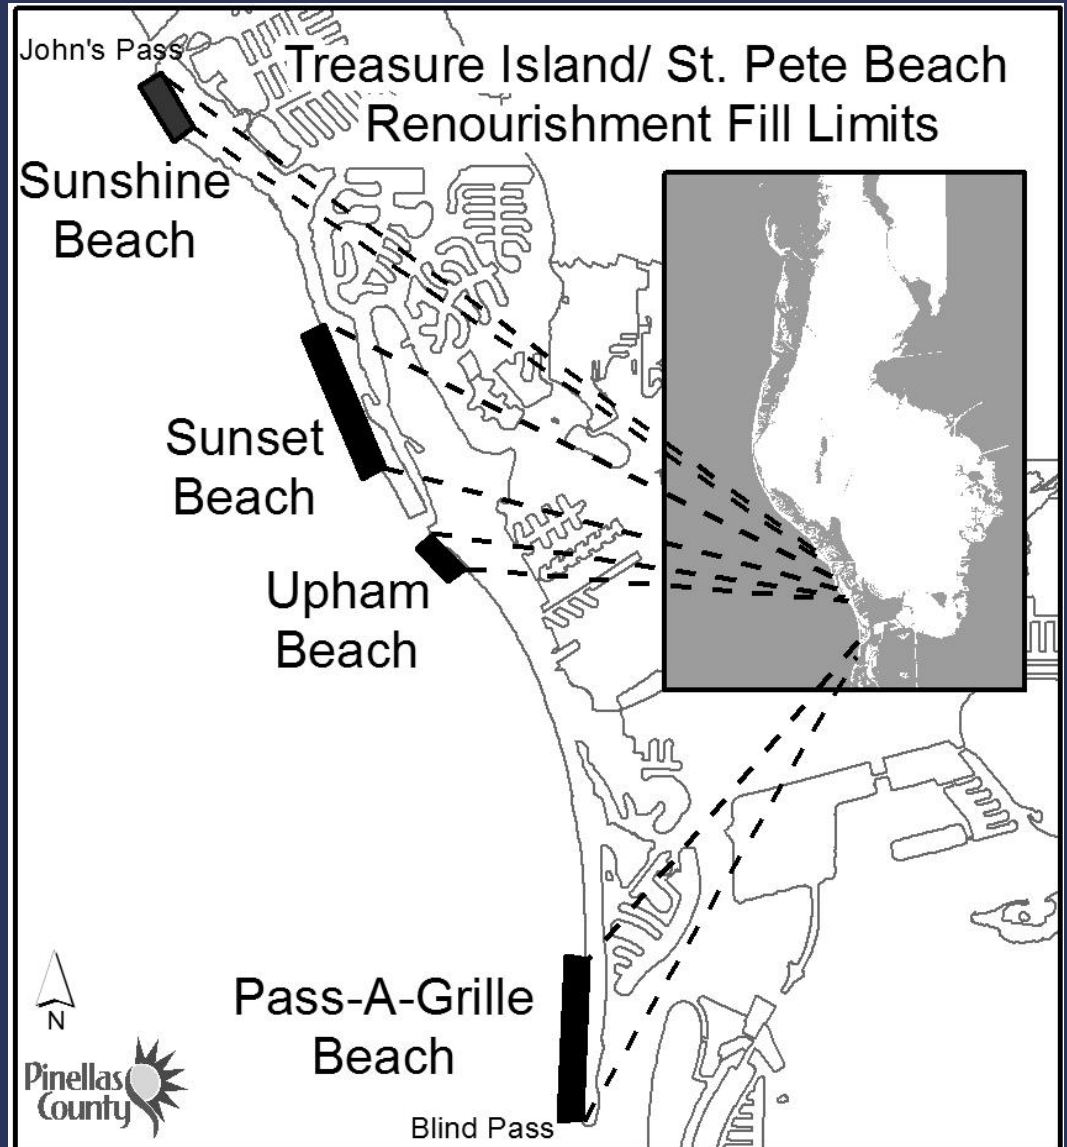 John's Pass
Treasure Island/ St. Pete Beach
Renourishment Fill Limits
Sunshine
Beach
Sunset
Beach
Upham
Beach
Pass-A-Grille
Beach
N
Pinellas
County
Blind Pass